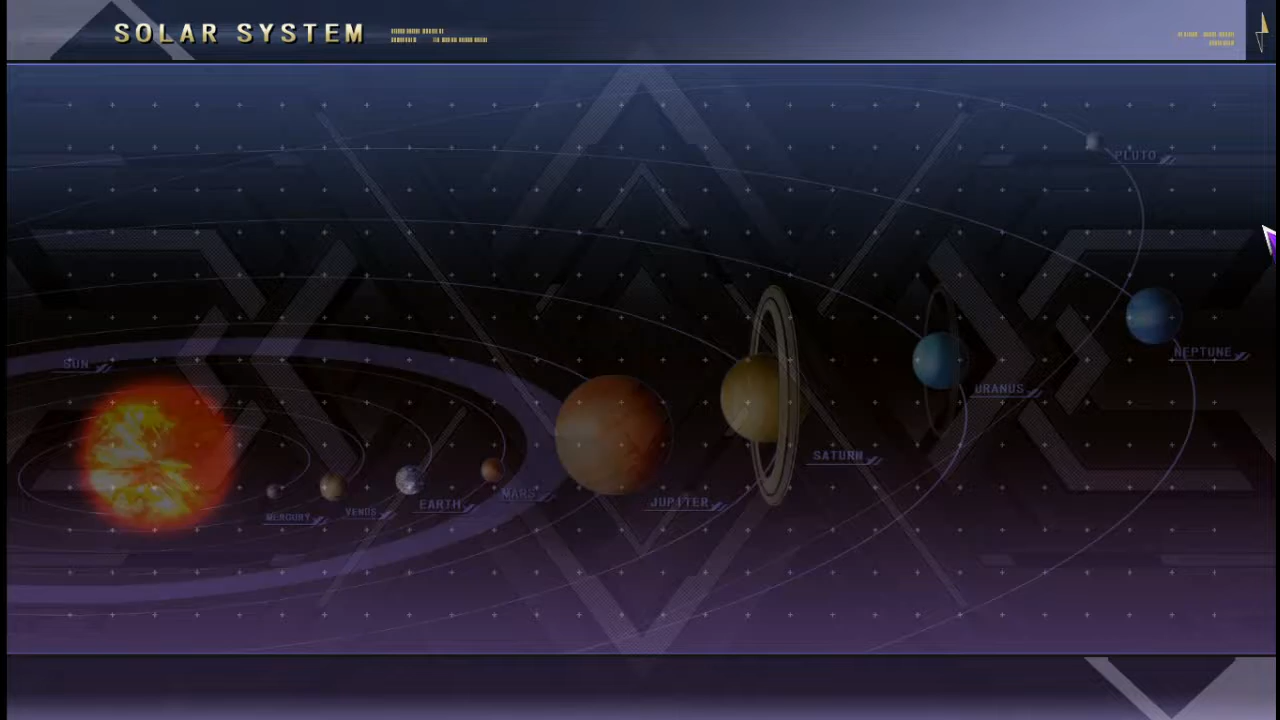 SOLAR SYSTEM
PLUTO
NEPTUNE
SUN
URANUS
SATURN
MARS
JUPITER
EARTH
VENUS
MERCURY